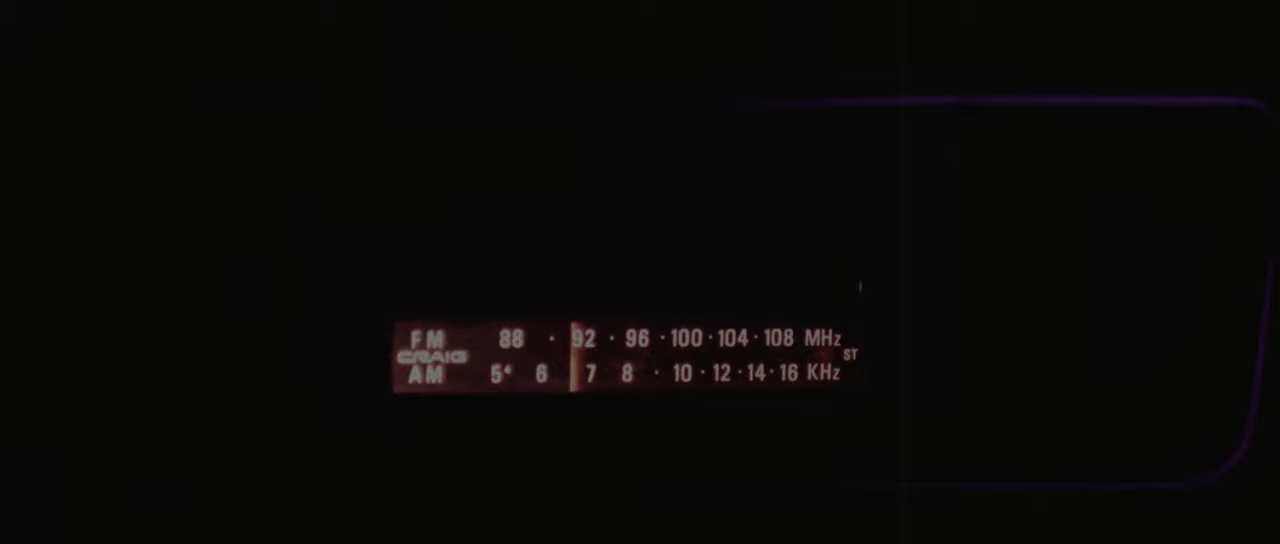 FM 88 · 92 · 96 · 100 · 104 · 108 MHz
CRAIG
ST
AM 5⁴ 6 7 8 · 10 · 12 · 14 · 16 KHz